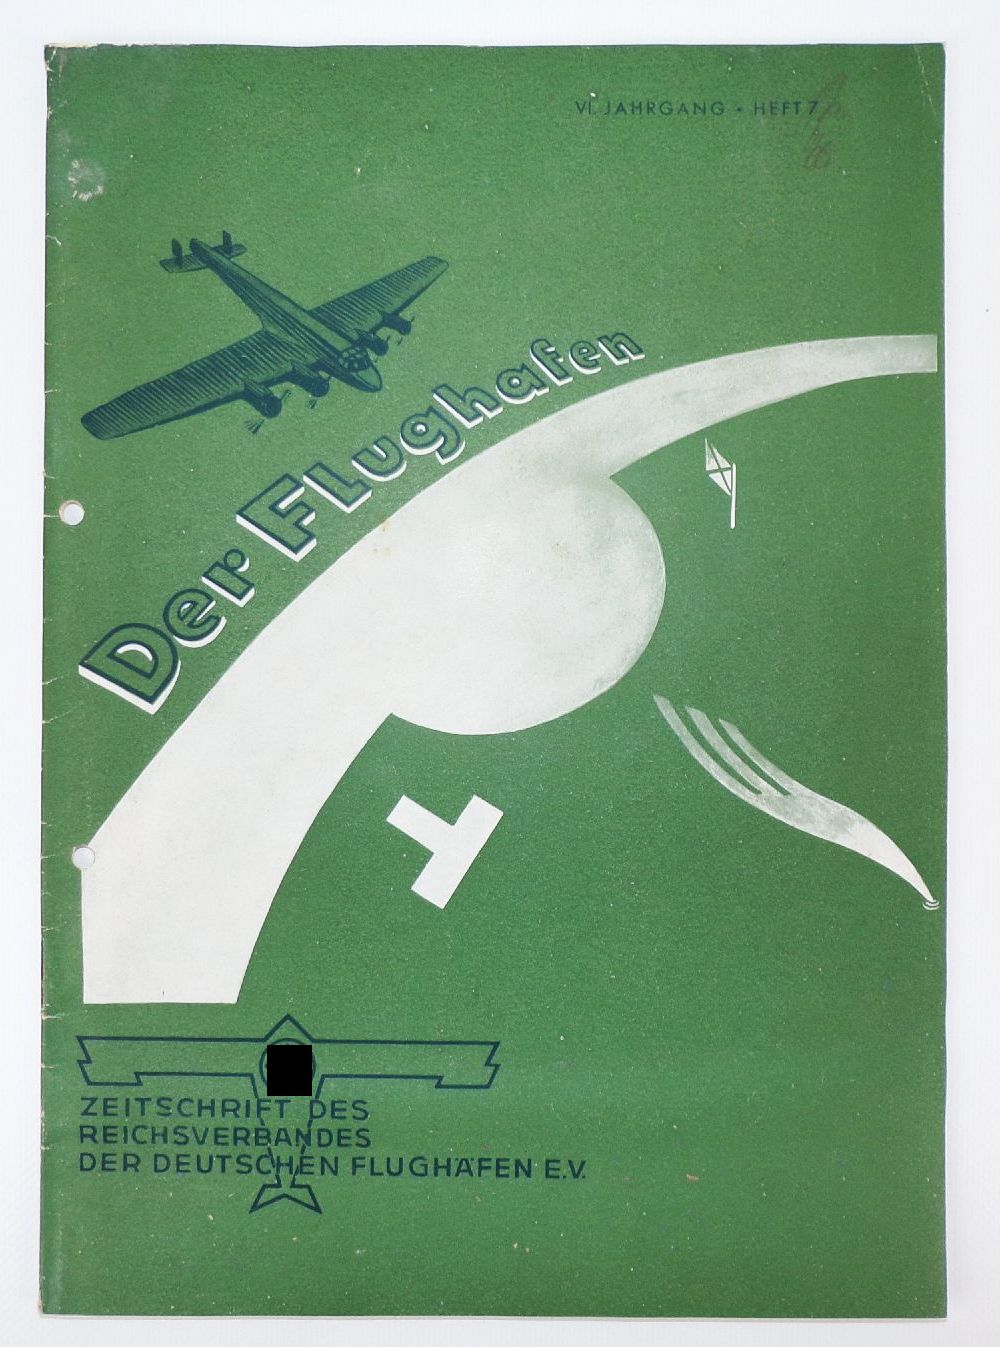 VI. JAHRGANG • HEFT 7
Der Flughafen
ZEITSCHRIFT DES
REICHSVERBANDES
DER DEUTSCHEN FLUGHÄFEN E.V.